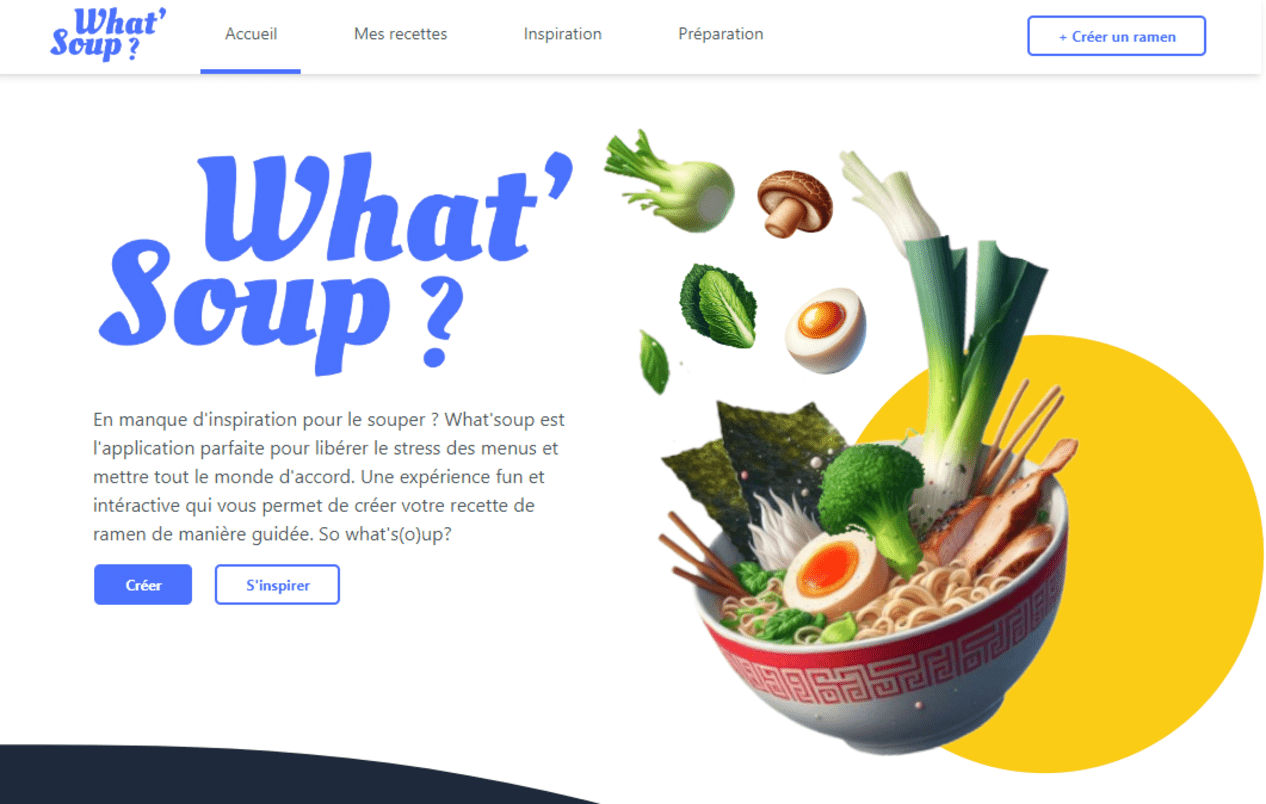 What'
Soup ?
Accueil
Mes recettes
Inspiration
Préparation
+ Créer un ramen
What'
Soup ?
En manque d'inspiration pour le souper ? What'soup est
l'application parfaite pour libérer le stress des menus et
mettre tout le monde d'accord. Une expérience fun et
intéractive qui vous permet de créer votre recette de
ramen de manière guidée. So what's(o)up?
Créer
S'inspirer